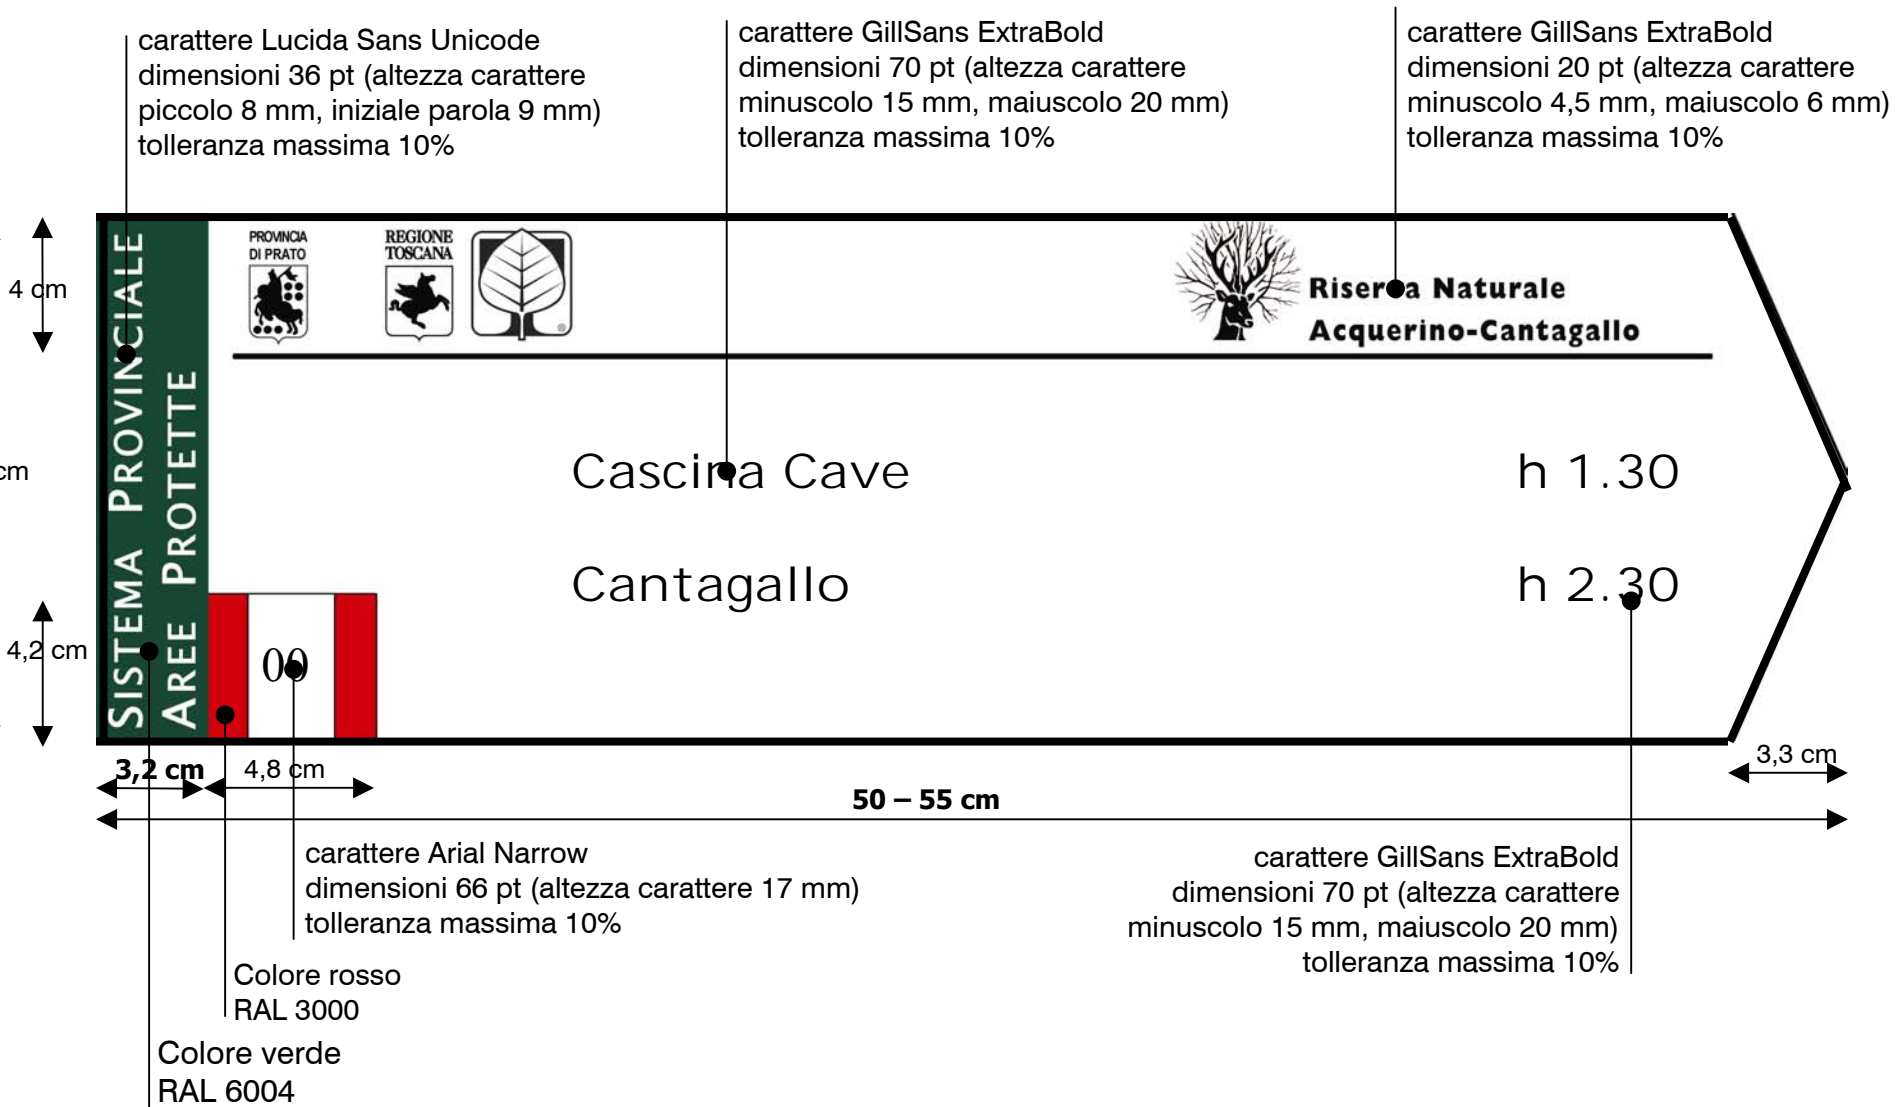 carattere Lucida Sans Unicode
dimensioni 36 pt (altezza carattere
piccolo 8 mm, iniziale parola 9 mm)
tolleranza massima 10%
carattere GillSans ExtraBold
dimensioni 70 pt (altezza carattere
minuscolo 15 mm, maiuscolo 20 mm)
tolleranza massima 10%
carattere GillSans ExtraBold
dimensioni 20 pt (altezza carattere
minuscolo 4,5 mm, maiuscolo 6 mm)
tolleranza massima 10%
4 cm
cm
4,2 cm
SISTEMA PROVINCIALE
AREE PROTETTE
PROVINCIA
DI PRATO
REGIONE
TOSCANA
®
Riserva Naturale
Acquerino-Cantagallo
Cascina Cave h 1.30
Cantagallo h 2.30
00
3,2 cm
4,8 cm
3,3 cm
50 – 55 cm
carattere Arial Narrow
dimensioni 66 pt (altezza carattere 17 mm)
tolleranza massima 10%
carattere GillSans ExtraBold
dimensioni 70 pt (altezza carattere
minuscolo 15 mm, maiuscolo 20 mm)
tolleranza massima 10%
Colore rosso
RAL 3000
Colore verde
RAL 6004